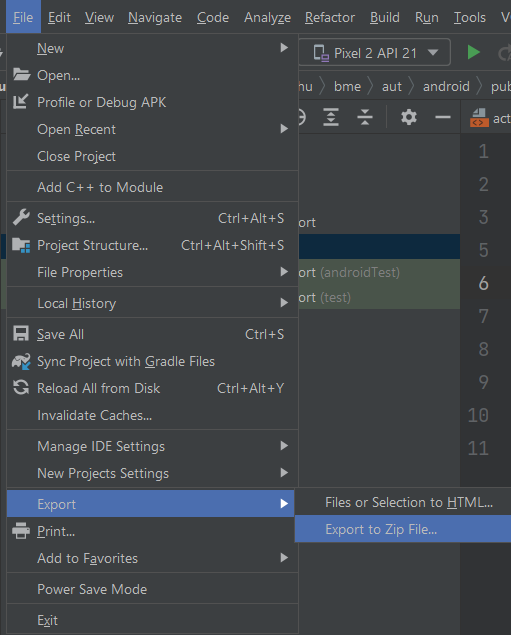 File Edit View Navigate Code Analyze Refactor Build Run Tools
New Pixel 2 API 21
Open...
hu bme aut android
Profile or Debug APK
act
Open Recent
Close Project
Add C++ to Module
Settings... Ctrl+Alt+S ort
Project Structure... Ctrl+Alt+Shift+S
File Properties ort (androidTest)
Local History ort (test)
Save All Ctrl+S
Sync Project with Gradle Files
Reload All from Disk Ctrl+Alt+Y
Invalidate Caches...
Manage IDE Settings
New Projects Settings
Export
Files or Selection to HTML...
Print...
Export to Zip File...
Add to Favorites
Power Save Mode
Exit
1
2
3
5
6
7
8
9
10
11